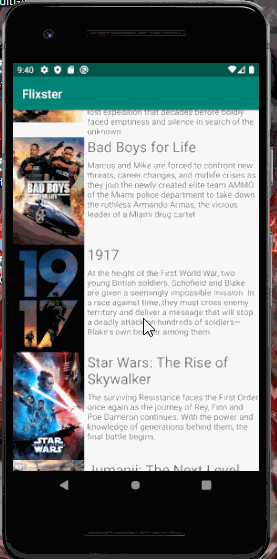 9:40
Flixster
lost expedition that decades before boldly
faced emptiness and silence in search of the
unknown
BAD BOYS
FOR LIFE
Bad Boys for Life
Marcus and Mike are forced to confront new
threats, career changes, and midlife crises as
they join the newly created elite team AMMO
of the Miami police department to take down
the ruthless Armando Armas, the vicious
leader of a Miami drug cartel
19
17
1917
At the height of the First World War, two
young British soldiers, Schofield and Blake
are given a seemingly impossible mission. In
a race against time, they must cross enemy
territory and deliver a message that will stop
a deadly attack hundreds of soldiers—
Blake's own brother among them
STAR
WARS
Star Wars: The Rise of
Skywalker
The surviving Resistance faces the First Order
once again as the journey of Rey, Finn and
Poe Dameron continues. With the power and
knowledge of generations behind them, the
final battle begins.
Jumanji: The Next Level